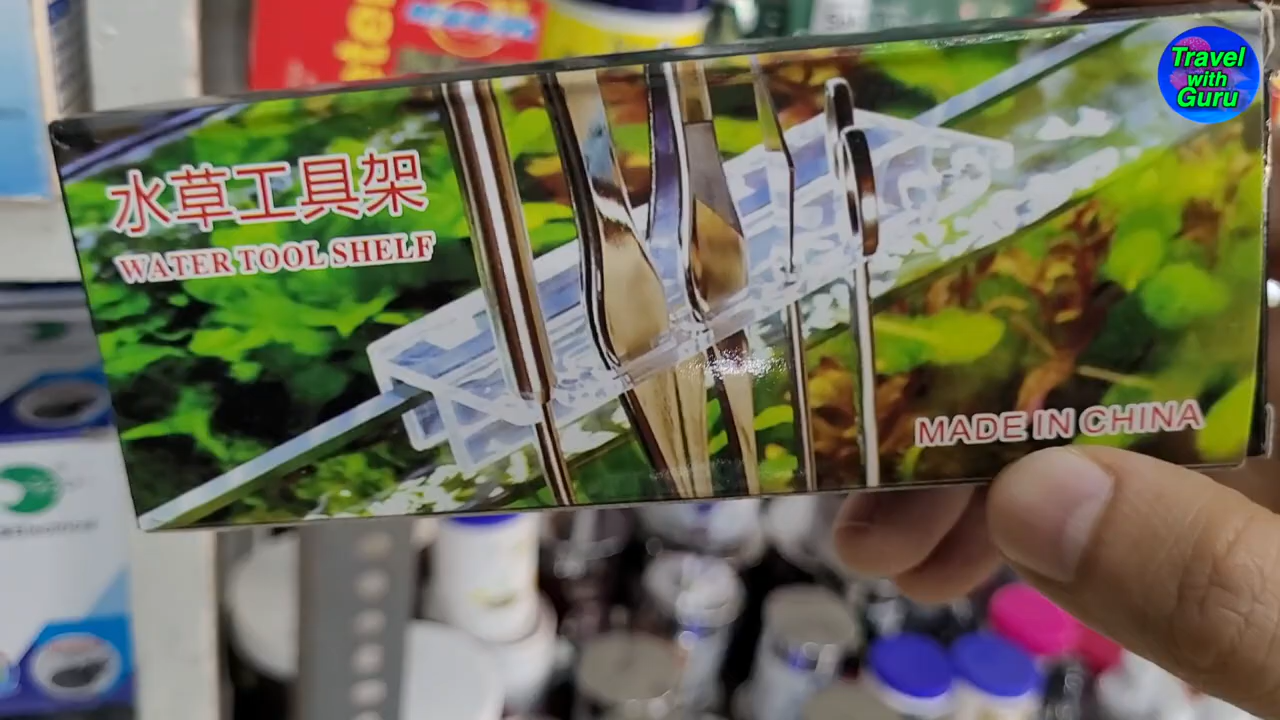 水草工具架
WATER TOOL SHELF
MADE IN CHINA
Travel
with
Guru